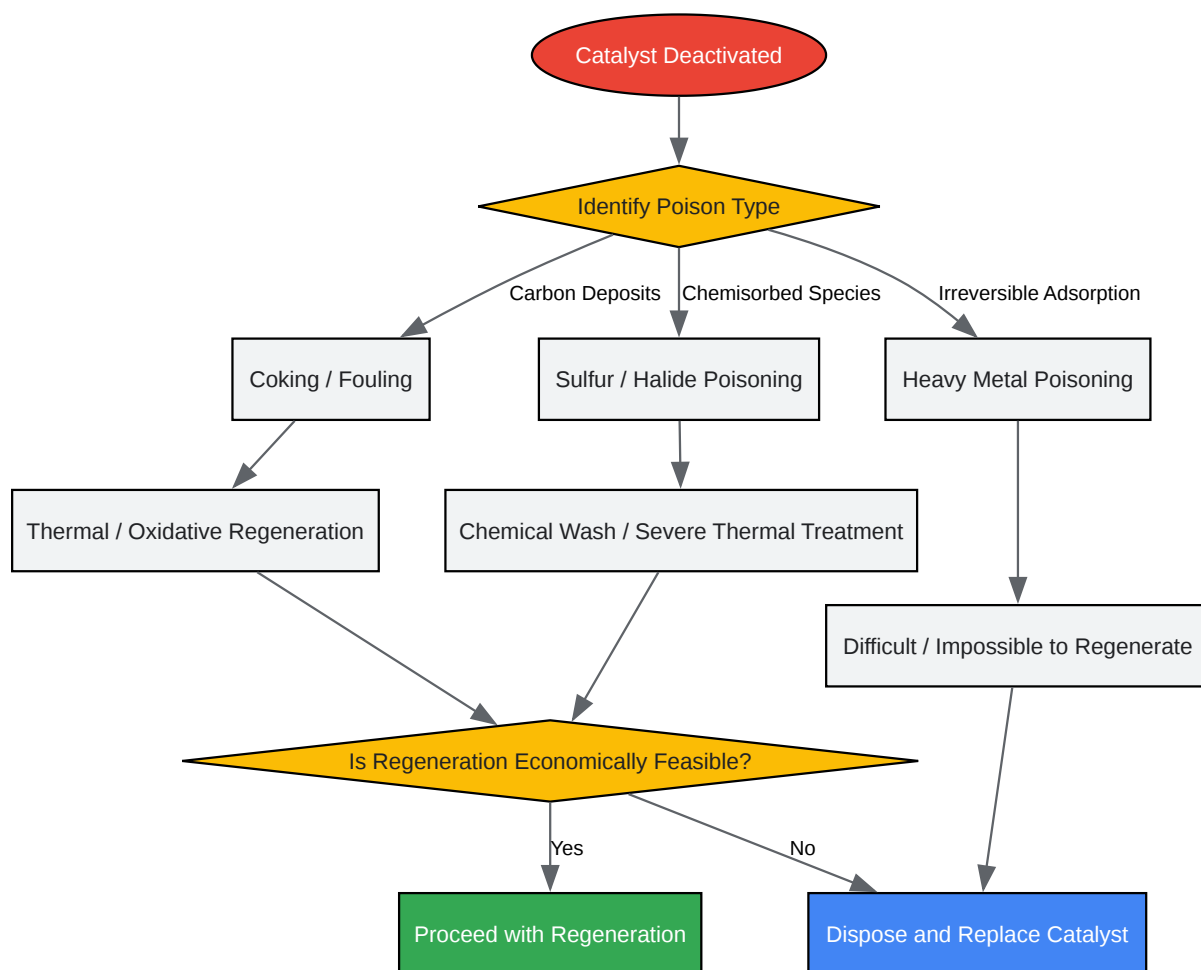 Catalyst Deactivated
Identify Poison Type
Carbon Deposits
Chemisorbed Species
Irreversible Adsorption
Coking / Fouling
Sulfur / Halide Poisoning
Heavy Metal Poisoning
Thermal / Oxidative Regeneration
Chemical Wash / Severe Thermal Treatment
Difficult / Impossible to Regenerate
Is Regeneration Economically Feasible?
Yes
No
Proceed with Regeneration
Dispose and Replace Catalyst